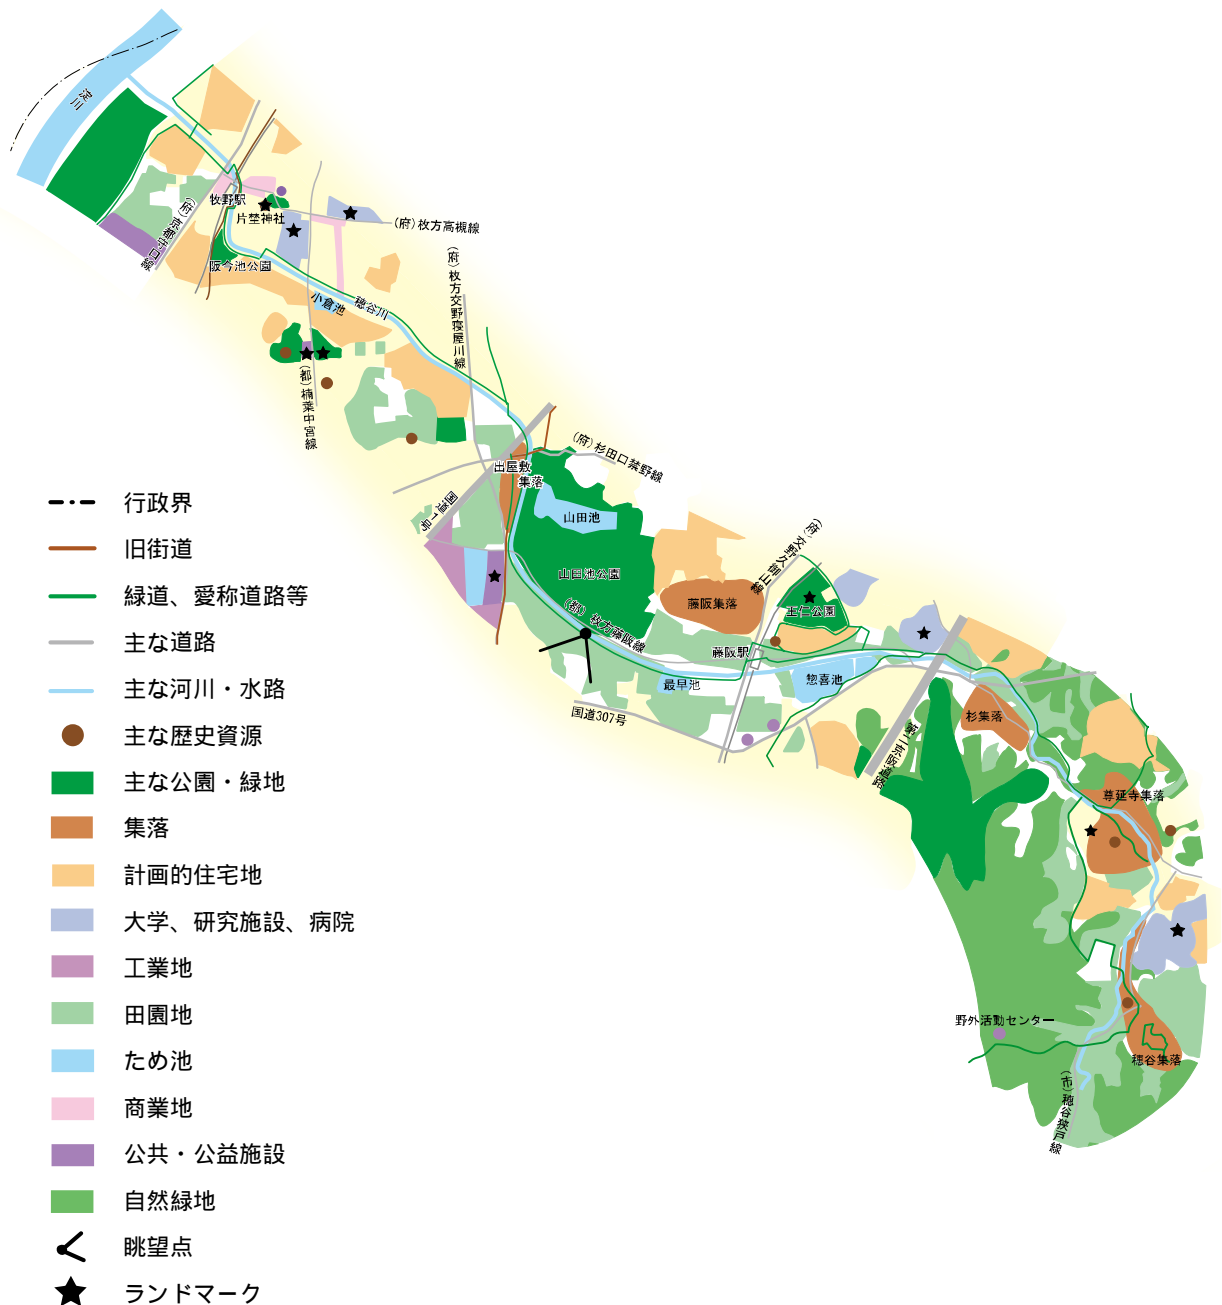 淀川
牧野駅
片埜神社
(府)京都守口線
(府)枚方高槻線
阪今池公園
小倉池
穂谷川
(府)枚方交野寝屋川線
(都)楠葉中宮線
(府)杉田口禁野線
出屋敷
集落
国道1号
山田池
山田池公園
(都)枚方藤阪線
(府)交野久御山線
藤阪集落
王仁公園
藤阪駅
最早池
惣喜池
国道307号
第二京阪道路
杉集落
尊延寺集落
野外活動センター
穂谷集落
(市)穂谷狭戸線
行政界
旧街道
緑道、愛称道路等
主な道路
主な河川・水路
主な歴史資源
主な公園・緑地
集落
計画的住宅地
大学、研究施設、病院
工業地
田園地
ため池
商業地
公共・公益施設
自然緑地
眺望点
ランドマーク